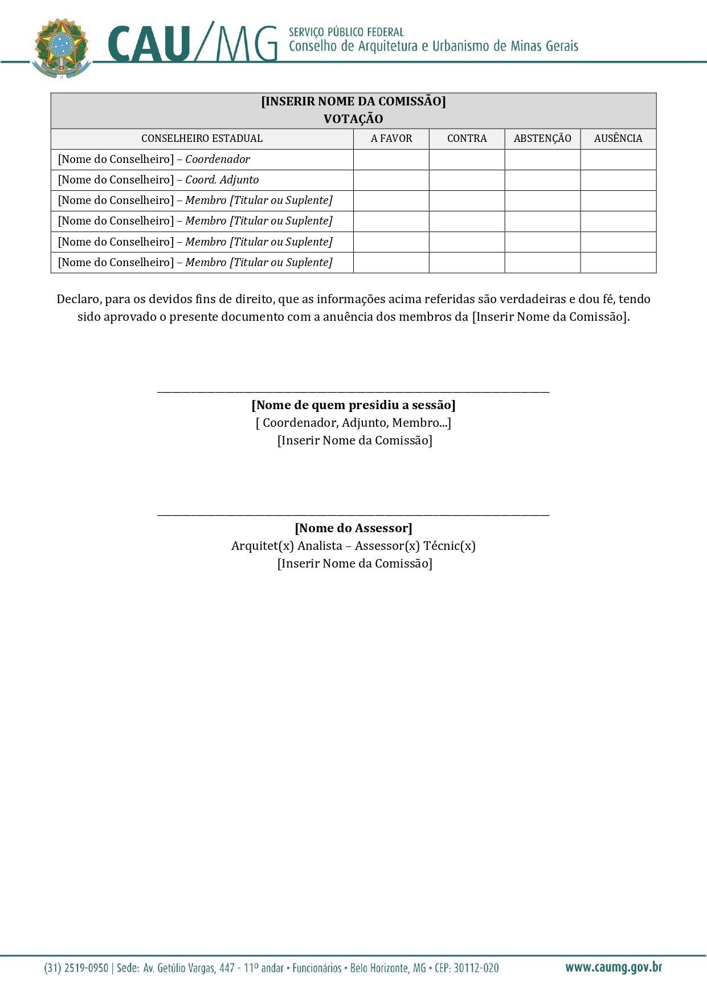 CAU/MG
SERVIÇO PÚBLICO FEDERAL
Conselho de Arquitetura e Urbanismo de Minas Gerais
[INSERIR NOME DA COMISSÃO]
VOTAÇÃO
CONSELHEIRO ESTADUAL A FAVOR CONTRA ABSTENÇÃO AUSÊNCIA
[Nome do Conselheiro] – Coordenador
[Nome do Conselheiro] – Coord. Adjunto
[Nome do Conselheiro] – Membro [Titular ou Suplente]
[Nome do Conselheiro] – Membro [Titular ou Suplente]
[Nome do Conselheiro] – Membro [Titular ou Suplente]
[Nome do Conselheiro] – Membro [Titular ou Suplente]
Declaro, para os devidos fins de direito, que as informações acima referidas são verdadeiras e dou fé, tendo
sido aprovado o presente documento com a anuência dos membros da [Inserir Nome da Comissão].
[Nome de quem presidiu a sessão]
[ Coordenador, Adjunto, Membro...]
[Inserir Nome da Comissão]
[Nome do Assessor]
Arquitet(x) Analista – Assessor(x) Técnic(x)
[Inserir Nome da Comissão]
(31) 2519-0950 | Sede: Av. Getúlio Vargas, 447 - 11º andar • Funcionários • Belo Horizonte, MG • CEP: 30112-020 www.caumg.gov.br